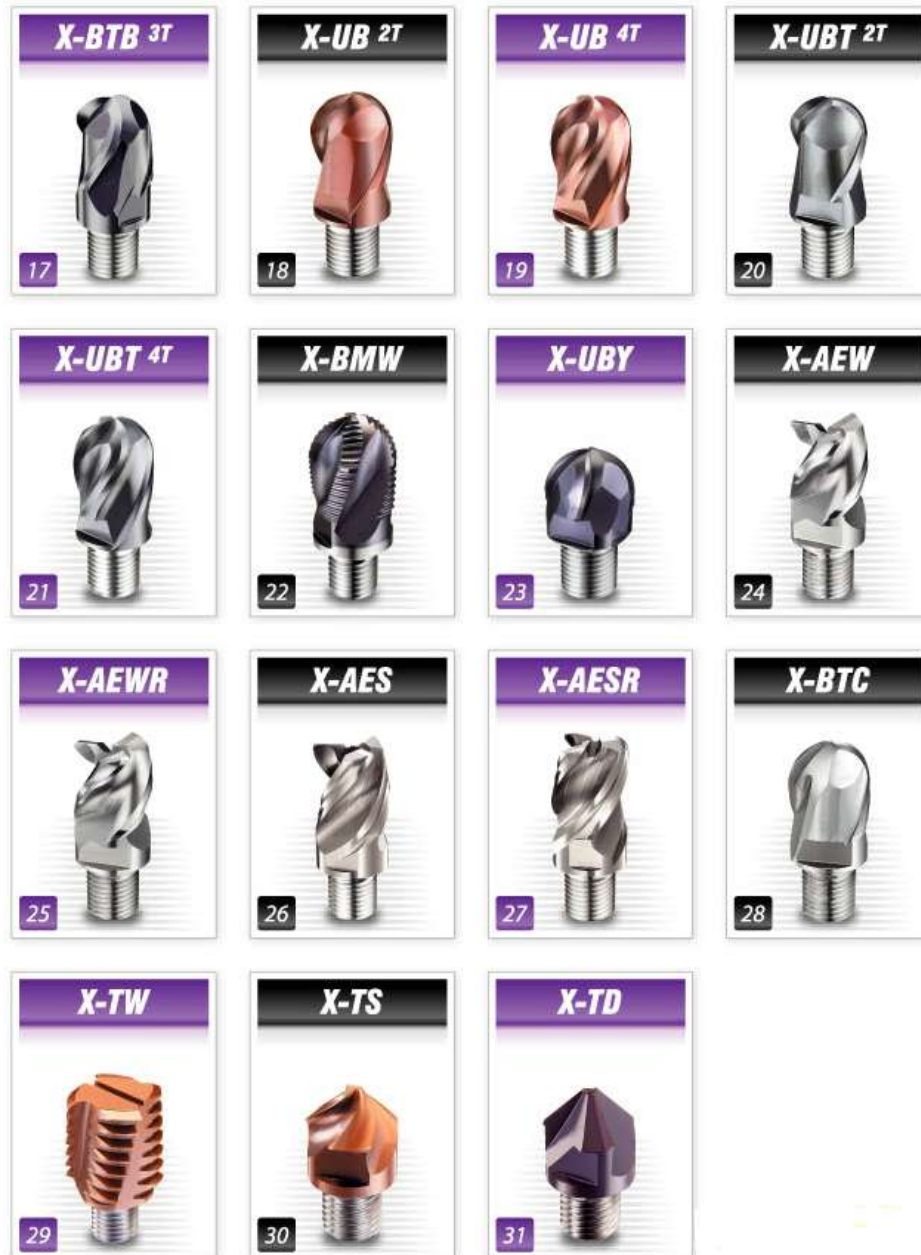 X-BTB 3T
X-UB 2T
X-UB 4T
X-UBT 2T
17
18
19
20
X-UBT 4T
X-BMW
X-UBY
X-AEW
21
22
23
24
X-AEWR
X-AES
X-AESR
X-BTC
25
26
27
28
X-TW
X-TS
X-TD
29
30
31